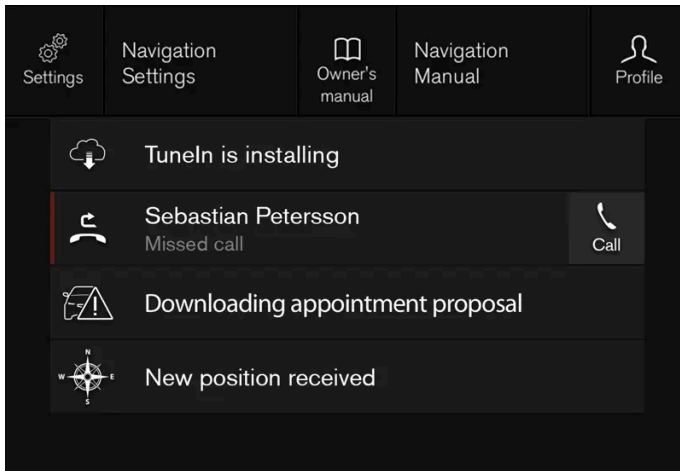 Settings
Navigation
Settings
Owner's
manual
Navigation
Manual
Profile
TuneIn is installing
Sebastian Petersson
Missed call
Call
Downloading appointment proposal
N
W
E
S
New position received